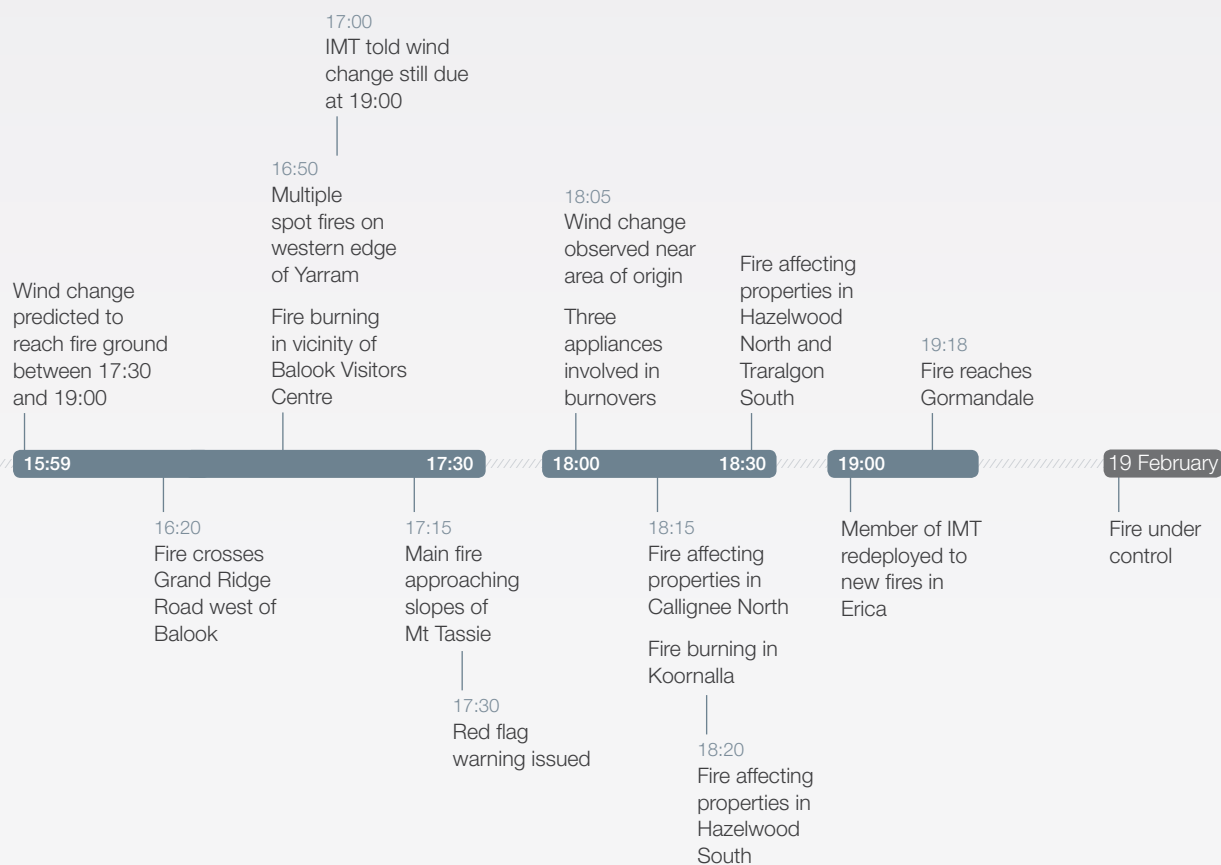 17:00
IMT told wind
change still due
at 19:00
16:50
Multiple
spot fires on
western edge
of Yarram
Fire burning
in vicinity of
Balook Visitors
Centre
Wind change
predicted to
reach fire ground
between 17:30
and 19:00
18:05
Wind change
observed near
area of origin
Three
appliances
involved in
burnovers
Fire affecting
properties in
Hazelwood
North and
Traralgon
South
19:18
Fire reaches
Gormandale
15:59
17:30
18:00
18:30
19:00
19 February
16:20
Fire crosses
Grand Ridge
Road west of
Balook
17:15
Main fire
approaching
slopes of
Mt Tassie
17:30
Red flag
warning issued
18:15
Fire affecting
properties in
Callignee North
Fire burning in
Koornalla
18:20
Fire affecting
properties in
Hazelwood
South
Member of IMT
redeployed to
new fires in
Erica
Fire under
control